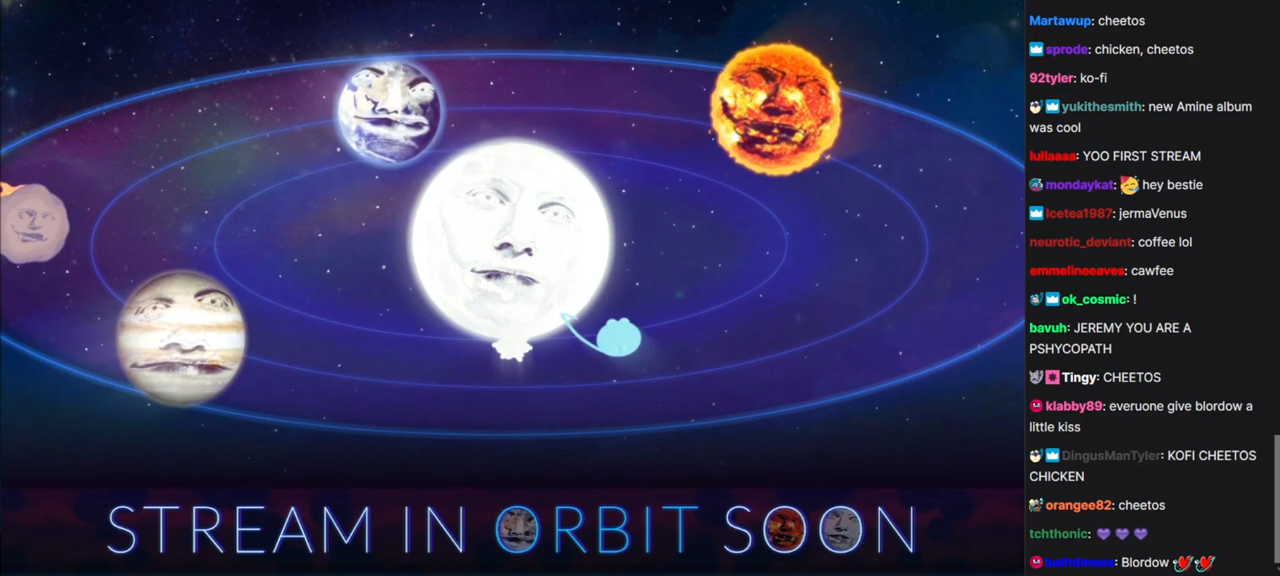 Martawup: cheetos
sprode: chicken, cheetos
92tyler: ko-fi
yukithesmith: new Amine album
was cool
lullaaaa: YOO FIRST STREAM
mondaykat: hey bestie
Icetea1987: jermaVenus
neurotic_deviant: coffee lol
emmelineeaves: cawfee
ok_cosmic: !
bavuh: JEREMY YOU ARE A
PSHYCOPATH
Tingy: CHEETOS
klabby89: everyone give blordow a
little kiss
DingusManTyler: KOFI CHEETOS
CHICKEN
orangee82: cheetos
tchthonic:
Blordow
STREAM IN ORBIT SOON